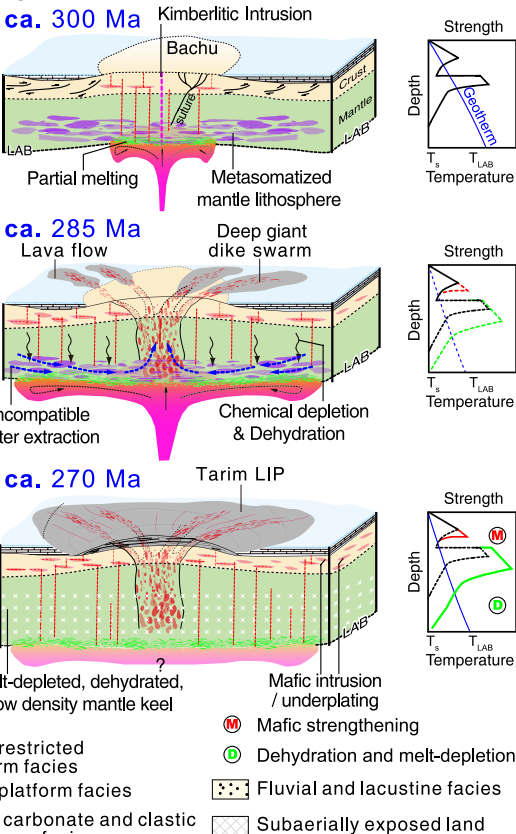 Kimberlitic Intrusion
ca. 300 Ma
Bachu
suture
Crust
Mantle
LAB
LAB
Partial melting
Metasomatized
mantle lithosphere
Strength
Depth
Geotherm
Ts TLAB
Temperature
ca. 285 Ma
Lava flow
Deep giant
dike swarm
LAB
ncompatible
ter extraction
Chemical depletion
& Dehydration
Strength
Depth
Ts TLAB
Temperature
ca. 270 Ma
Tarim LIP
LAB
?
lt-depleted, dehydrated,
ow density mantle keel
Mafic intrusion
/ underplating
Strength
Depth
M
D
Ts TLAB
Temperature
M Mafic strengthening
D Dehydration and melt-depletion
Fluvial and lacustine facies
Subaerially exposed land
restricted
rm facies
platform facies
carbonate and clastic